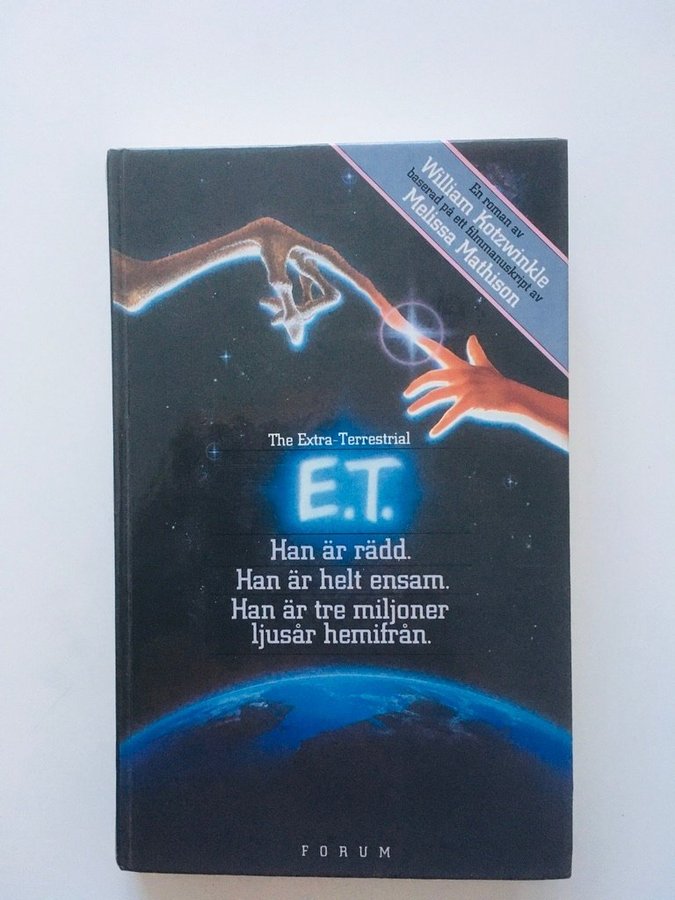 En roman av
William Kotzwinkle
baserad på ett filmmanuskript av
Melissa Mathison
The Extra-Terrestrial
E.T.
Han är rädd.
Han är helt ensam.
Han är tre miljoner
ljusår hemifrån.
FORUM